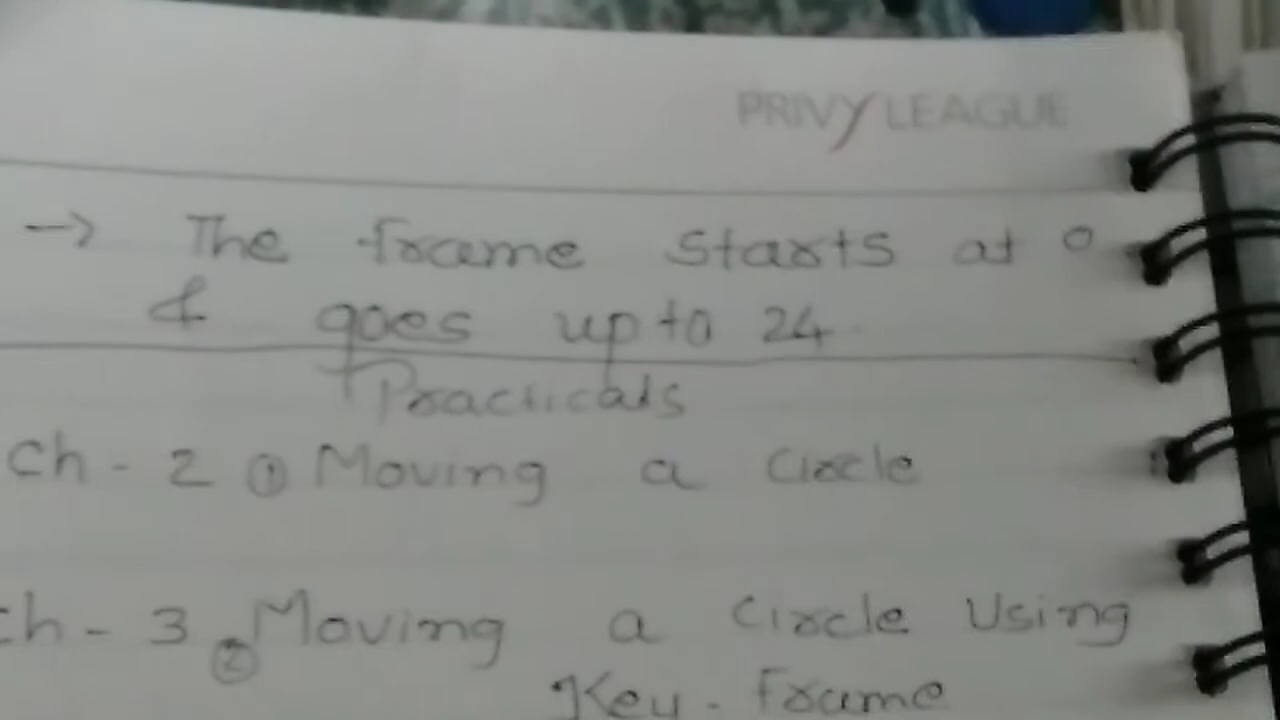 PRIVY LEAGUE
→ The frame starts at 0
& goes upto 24
Practicals
Ch - 2 ① Moving a Circle
Ch - 3 ② Moving a Circle Using
Key - Frame